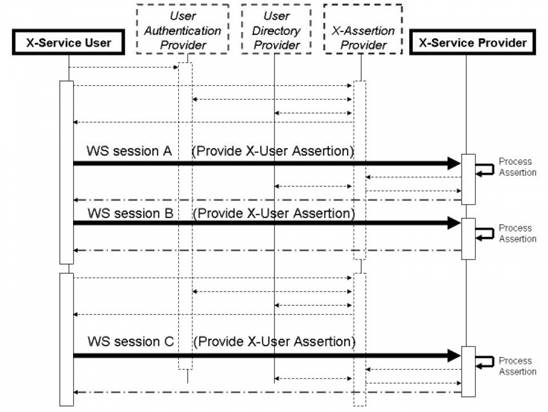 X-Service User
User
Authentication
Provider
User
Directory
Provider
X-Assertion
Provider
X-Service Provider
WS session A (Provide X-User Assertion)
Process
Assertion
WS session B (Provide X-User Assertion)
Process
Assertion
WS session C (Provide X-User Assertion)
Process
Assertion